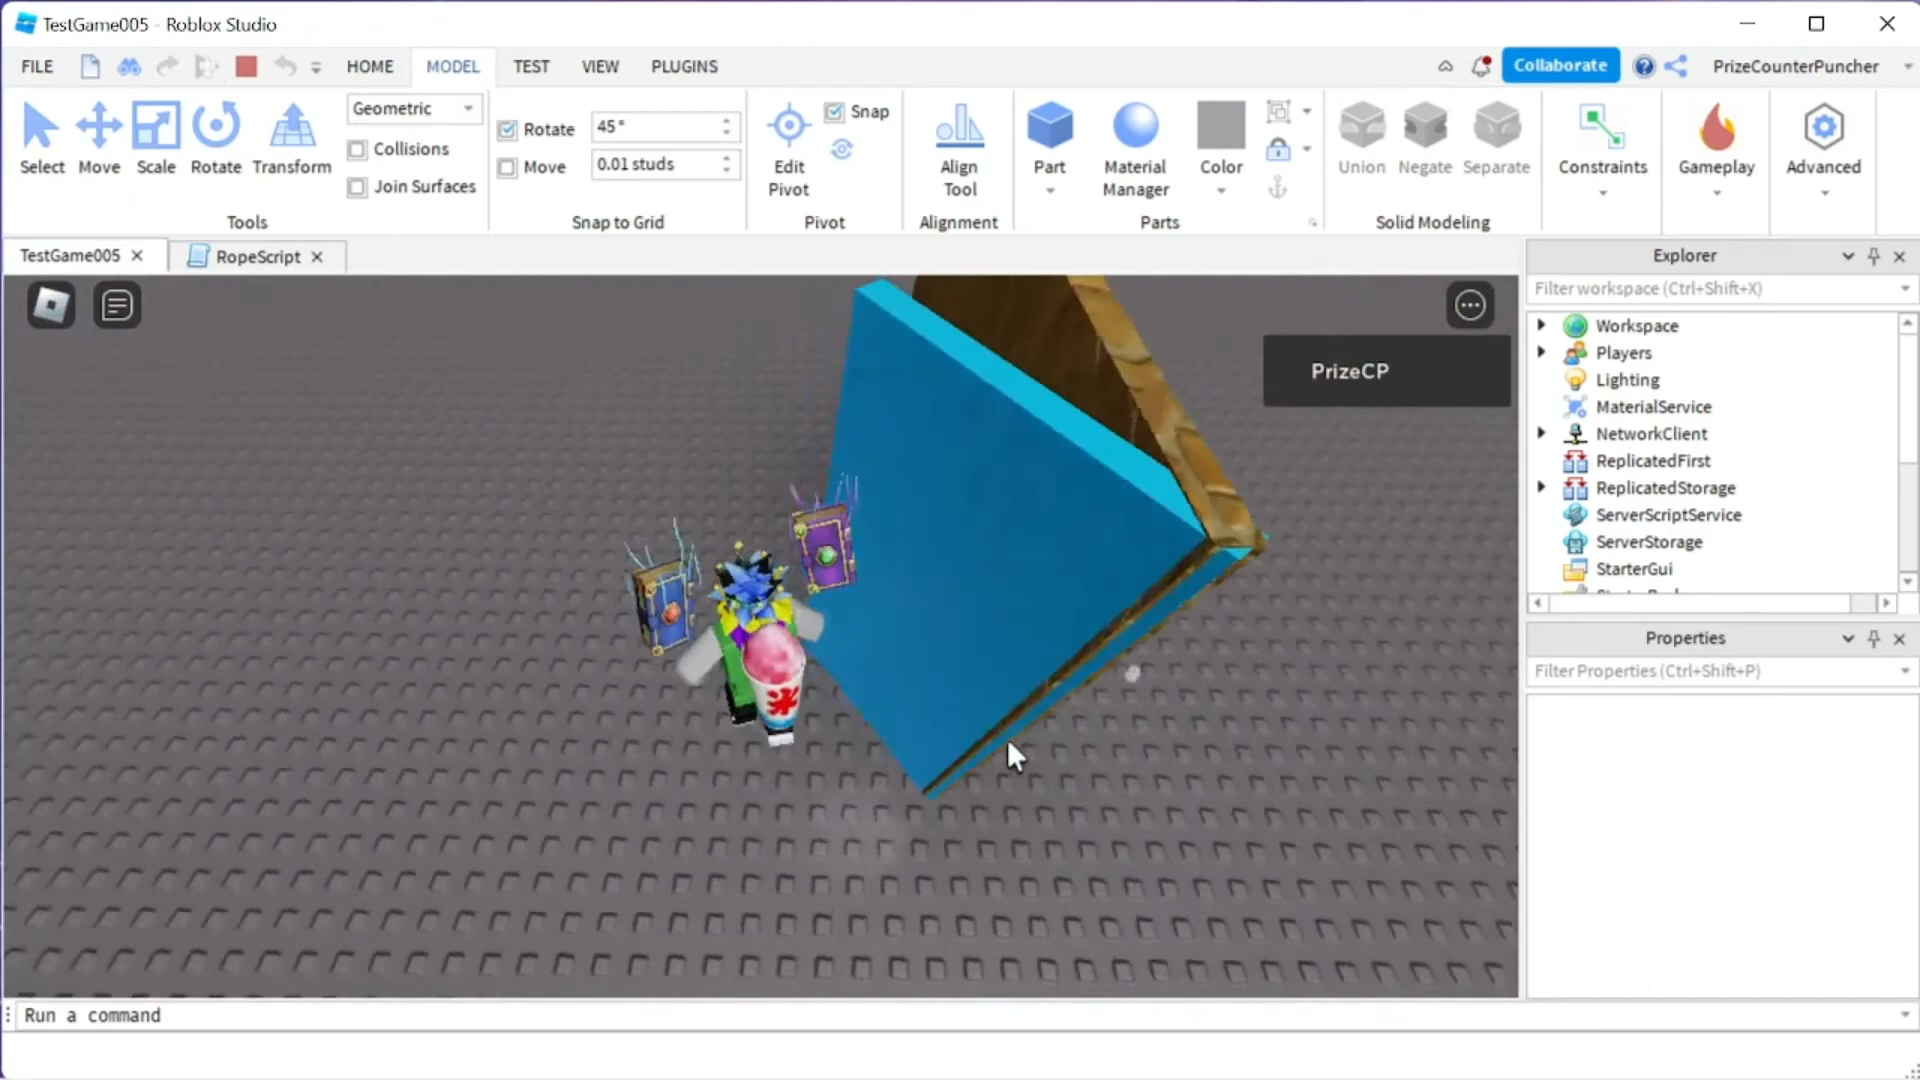 TestGame005 - Roblox Studio
FILE HOME MODEL TEST VIEW PLUGINS Collaborate PrizeCounterPuncher
Select Move Scale Rotate Transform
Geometric
Collisions
Join Surfaces
Tools
Rotate 45°
Move 0.01 studs
Snap to Grid
Edit Pivot
Snap
Pivot
Align Tool
Alignment
Part
Material Manager
Color
Parts
Union Negate Separate
Solid Modeling
Constraints
Gameplay
Advanced
TestGame005
RopeScript
PrizeCP
氷
Explorer
Filter workspace (Ctrl+Shift+X)
Workspace
Players
Lighting
MaterialService
NetworkClient
ReplicatedFirst
ReplicatedStorage
ServerScriptService
ServerStorage
StarterGui
Properties
Filter Properties (Ctrl+Shift+P)
Run a command